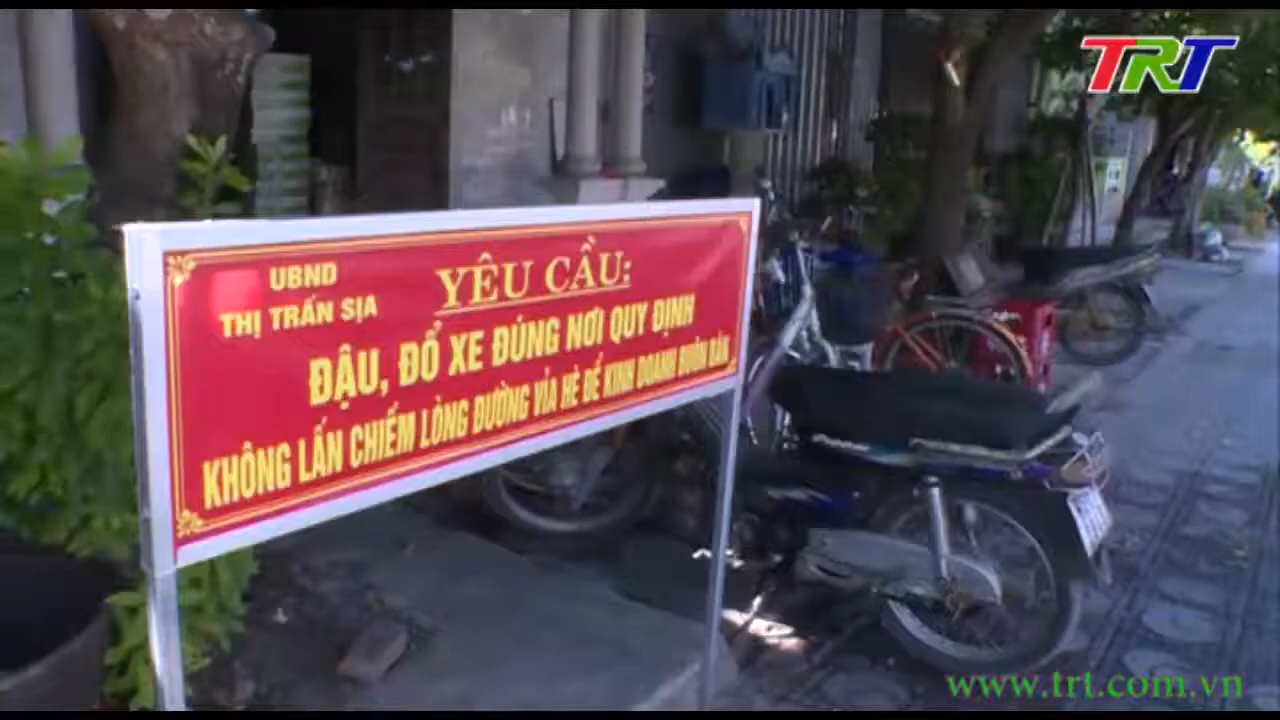 TRT
UBND
THỊ TRẤN SỊA
YÊU CẦU:
ĐẬU, ĐỔ XE ĐÚNG NƠI QUY ĐỊNH
KHÔNG LẤN CHIẾM LÒNG ĐƯỜNG VỈA HÈ ĐỂ KINH DOANH BUÔN BÁN
www.trt.com.vn